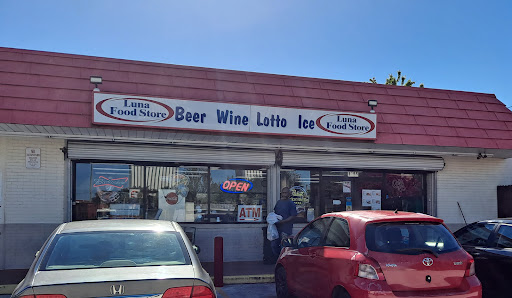 Luna
Food Store
Beer Wine Lotto Ice
Luna
Food Store
OPEN
ATM